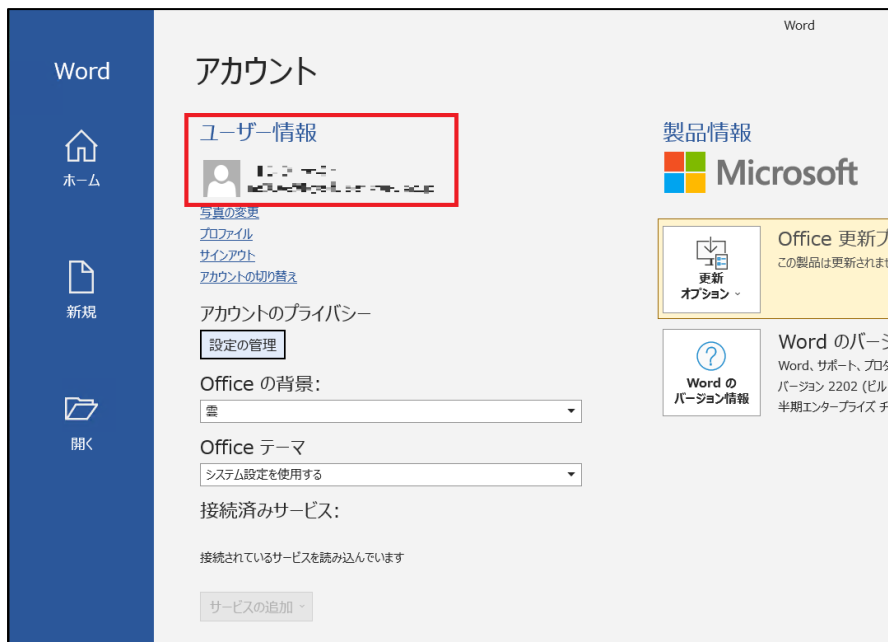 Word
Word
ホーム
新規
開く
アカウント
ユーザー情報
写真の変更
プロファイル
サインアウト
アカウントの切り替え
アカウントのプライバシー
設定の管理
Office の背景:
雲
Office テーマ
システム設定を使用する
接続済みサービス:
接続されているサービスを読み込んでいます
サービスの追加
製品情報
Microsoft
更新
オプション
Office 更新プ
この製品は更新されませ
Word の
バージョン情報
Word のバージ
Word、サポート、プロダ
バージョン 2202 (ビル
半期エンタープライズ チ